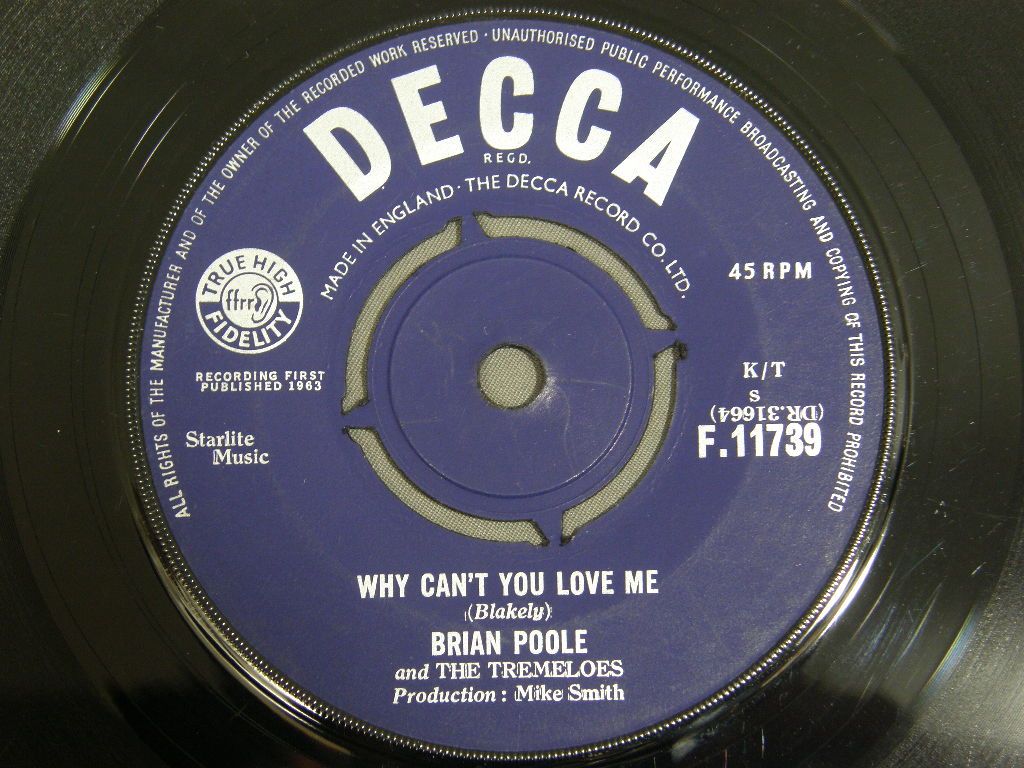 ALL RIGHTS OF THE MANUFACTURER AND OF THE OWNER OF THE RECORDED WORK RESERVED · UNAUTHORISED PUBLIC PERFORMANCE BROADCASTING AND COPYING OF THIS RECORD PROHIBITED
DECCA
REGD.
MADE IN ENGLAND · THE DECCA RECORD CO. LTD.
TRUE HIGH
ffrr
FIDELITY
45 RPM
RECORDING FIRST
PUBLISHED 1963
K/T
S
(DR.31664)
F.11739
Starlite
Music
WHY CAN'T YOU LOVE ME
(Blakely)
BRIAN POOLE
and THE TREMELOES
Production : Mike Smith